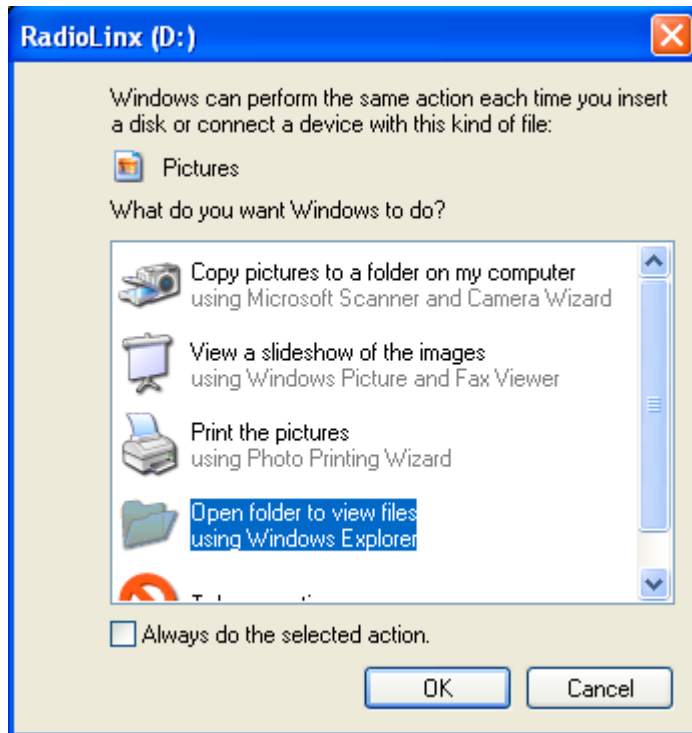 RadioLinx (D:)
Windows can perform the same action each time you insert
a disk or connect a device with this kind of file:
Pictures
What do you want Windows to do?
Copy pictures to a folder on my computer
using Microsoft Scanner and Camera Wizard
View a slideshow of the images
using Windows Picture and Fax Viewer
Print the pictures
using Photo Printing Wizard
Open folder to view files
using Windows Explorer
Always do the selected action.
OK
Cancel